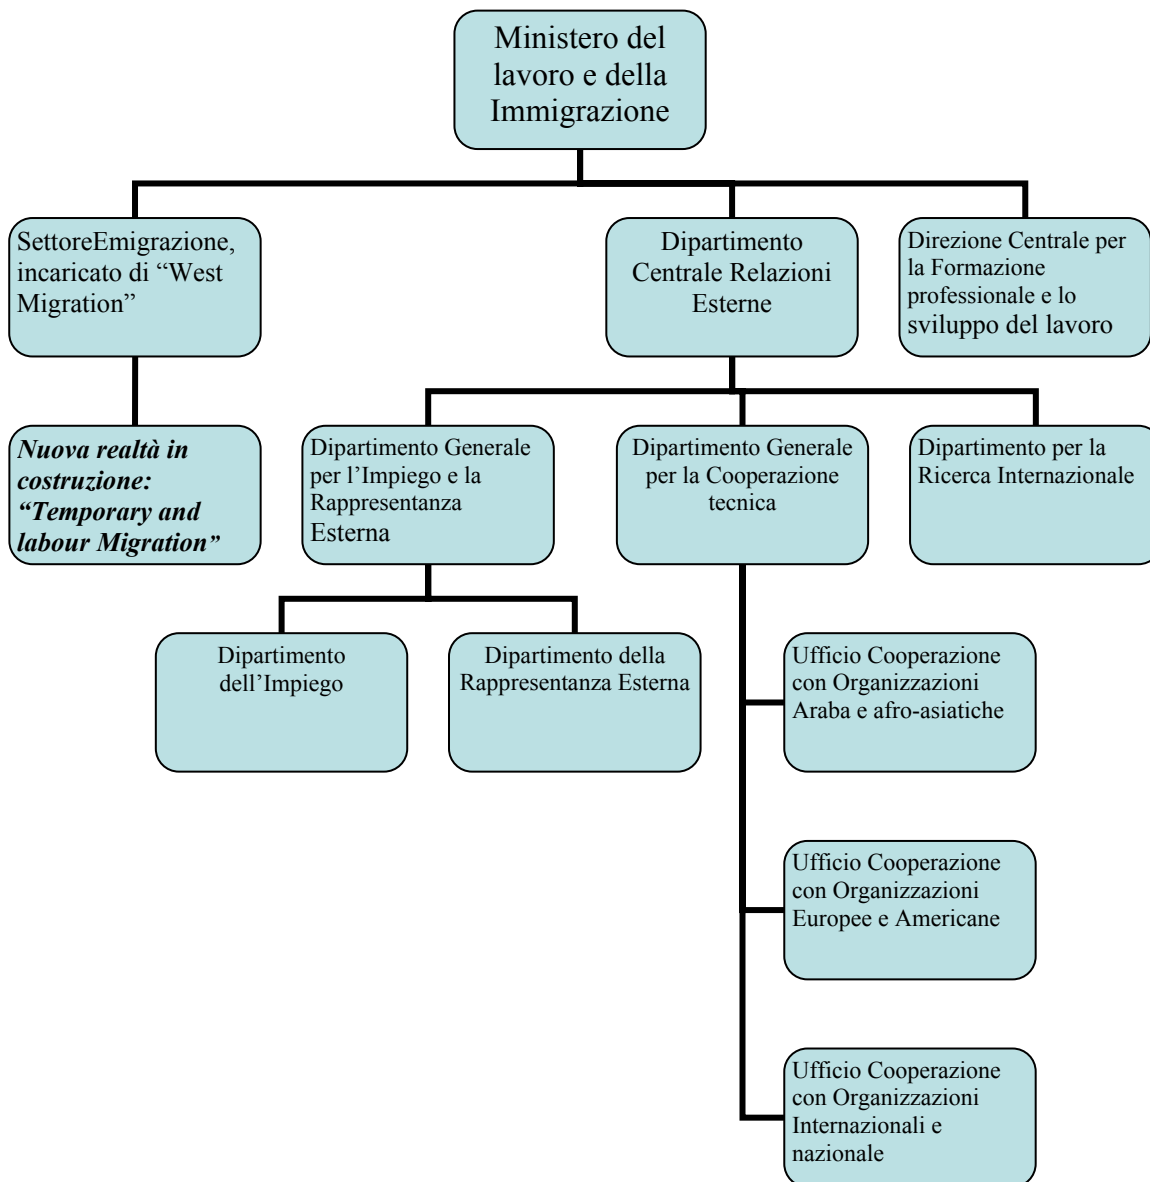 Ministero del
lavoro e della
Immigrazione
SettoreEmigrazione,
incaricato di “West
Migration”
Dipartimento
Centrale Relazioni
Esterne
Direzione Centrale per
la Formazione
professionale e lo
sviluppo del lavoro
Nuova realtà in
costruzione:
“Temporary and
labour Migration”
Dipartimento Generale
per l’Impiego e la
Rappresentanza
Esterna
Dipartimento Generale
per la Cooperazione
tecnica
Dipartimento per la
Ricerca Internazionale
Dipartimento
dell’Impiego
Dipartimento della
Rappresentanza Esterna
Ufficio Cooperazione
con Organizzazioni
Araba e afro-asiatiche
Ufficio Cooperazione
con Organizzazioni
Europee e Americane
Ufficio Cooperazione
con Organizzazioni
Internazionali e
nazionale